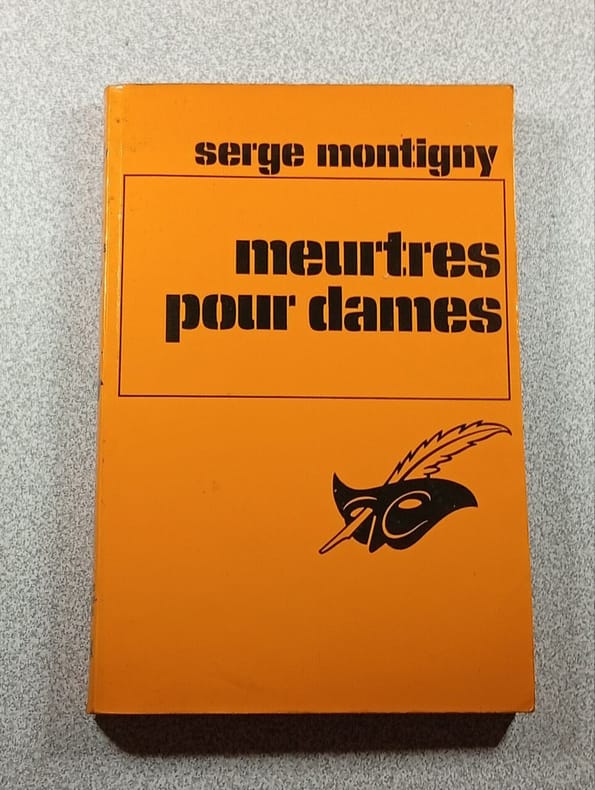 serge montigny
meurtres
pour dames